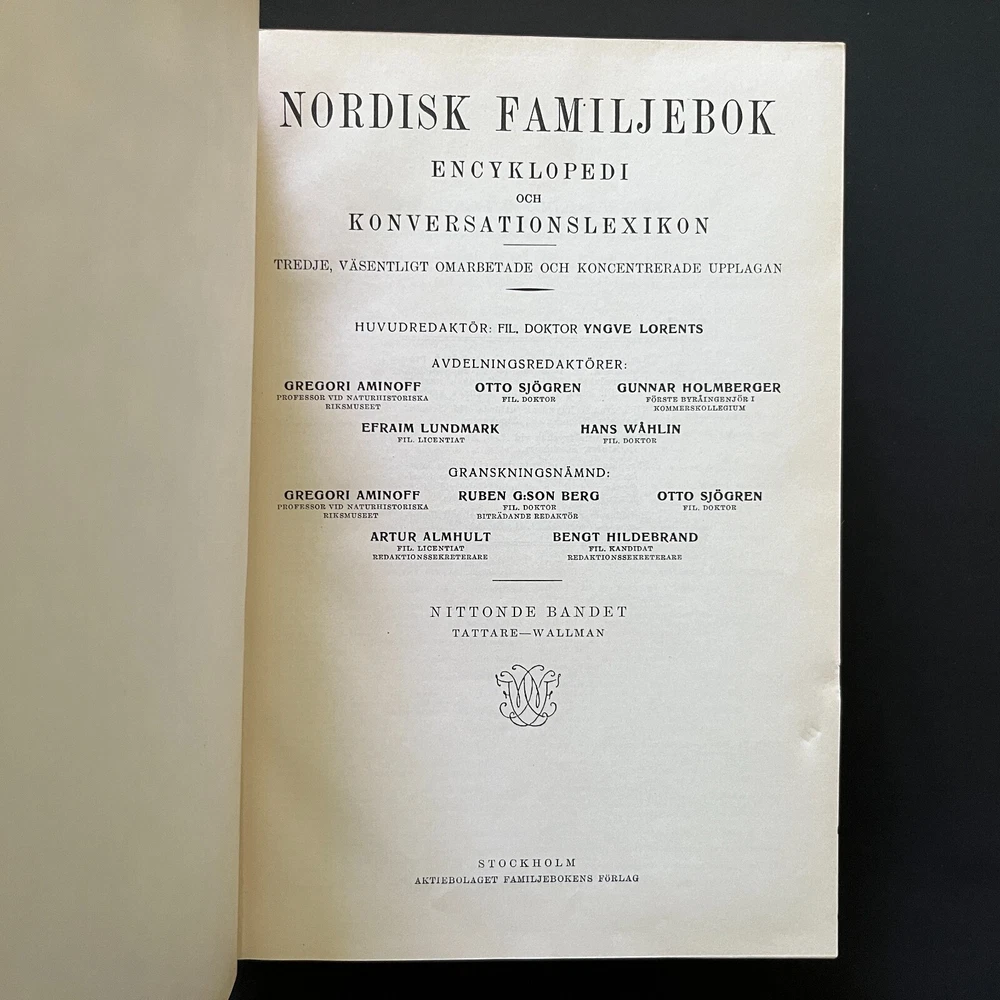 NORDISK FAMILJEBOK
ENCYKLOPEDI
OCH
KONVERSATIONSLEXIKON
TREDJE, VÄSENTLIGT OMARBETADE OCH KONCENTRERADE UPPLAGAN
HUVUDREDAKTÖR: FIL. DOKTOR YNGVE LORENTS
AVDELNINGSREDAKTÖRER:
GREGORI AMINOFF
PROFESSOR VID NATURHISTORISKA
RIKSMUSEET
OTTO SJÖGREN
FIL. DOKTOR
GUNNAR HOLMBERGER
FÖRSTE BYRÅINGENJÖR I
KOMMERSKOLLEGIUM
EFRAIM LUNDMARK
FIL. LICENTIAT
HANS WÅHLIN
FIL. DOKTOR
GRANSKNINGSNÄMND:
GREGORI AMINOFF
PROFESSOR VID NATURHISTORISKA
RIKSMUSEET
RUBEN G:SON BERG
FIL. DOKTOR
BITRÄDANDE REDAKTÖR
OTTO SJÖGREN
FIL. DOKTOR
ARTUR ALMHULT
FIL. LICENTIAT
REDAKTIONSSEKRETERARE
BENGT HILDEBRAND
FIL. KANDIDAT
REDAKTIONSSEKRETERARE
NITTONDE BANDET
TATTARE—WALLMAN
STOCKHOLM
AKTIEBOLAGET FAMILJEBOKENS FÖRLAG